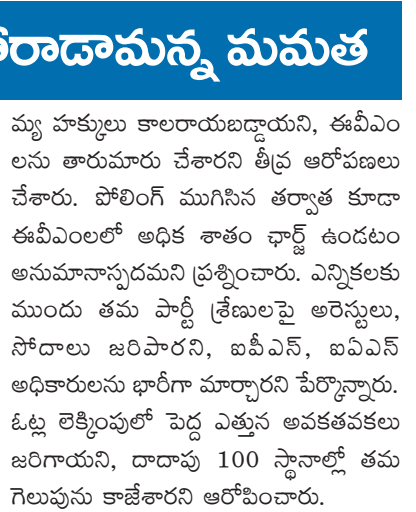 పోరాడామన్న మమత
మ్య హక్కులు కాలరాయబడ్డాయని, ఈవీఎం
లను తారుమారు చేశారని తీవ్ర ఆరోపణలు
చేశారు. పోలింగ్ ముగిసిన తర్వాత కూడా
ఈవీఎంలలో అధిక శాతం ఛార్జ్ ఉండటం
అనుమానాస్పదమని ప్రశ్నించారు. ఎన్నికలకు
ముందు తమ పార్టీ శ్రేణులపై అరెస్టులు,
సోదాలు జరిపారని, ఐపీఎస్, ఐఏఎస్
అధికారులను భారీగా మార్చారని పేర్కొన్నారు.
ఓట్ల లెక్కింపులో పెద్ద ఎత్తున అవకతవకలు
జరిగాయని, దాదాపు 100 స్థానాల్లో తమ
గెలుపును కాజేశారని ఆరోపించారు.